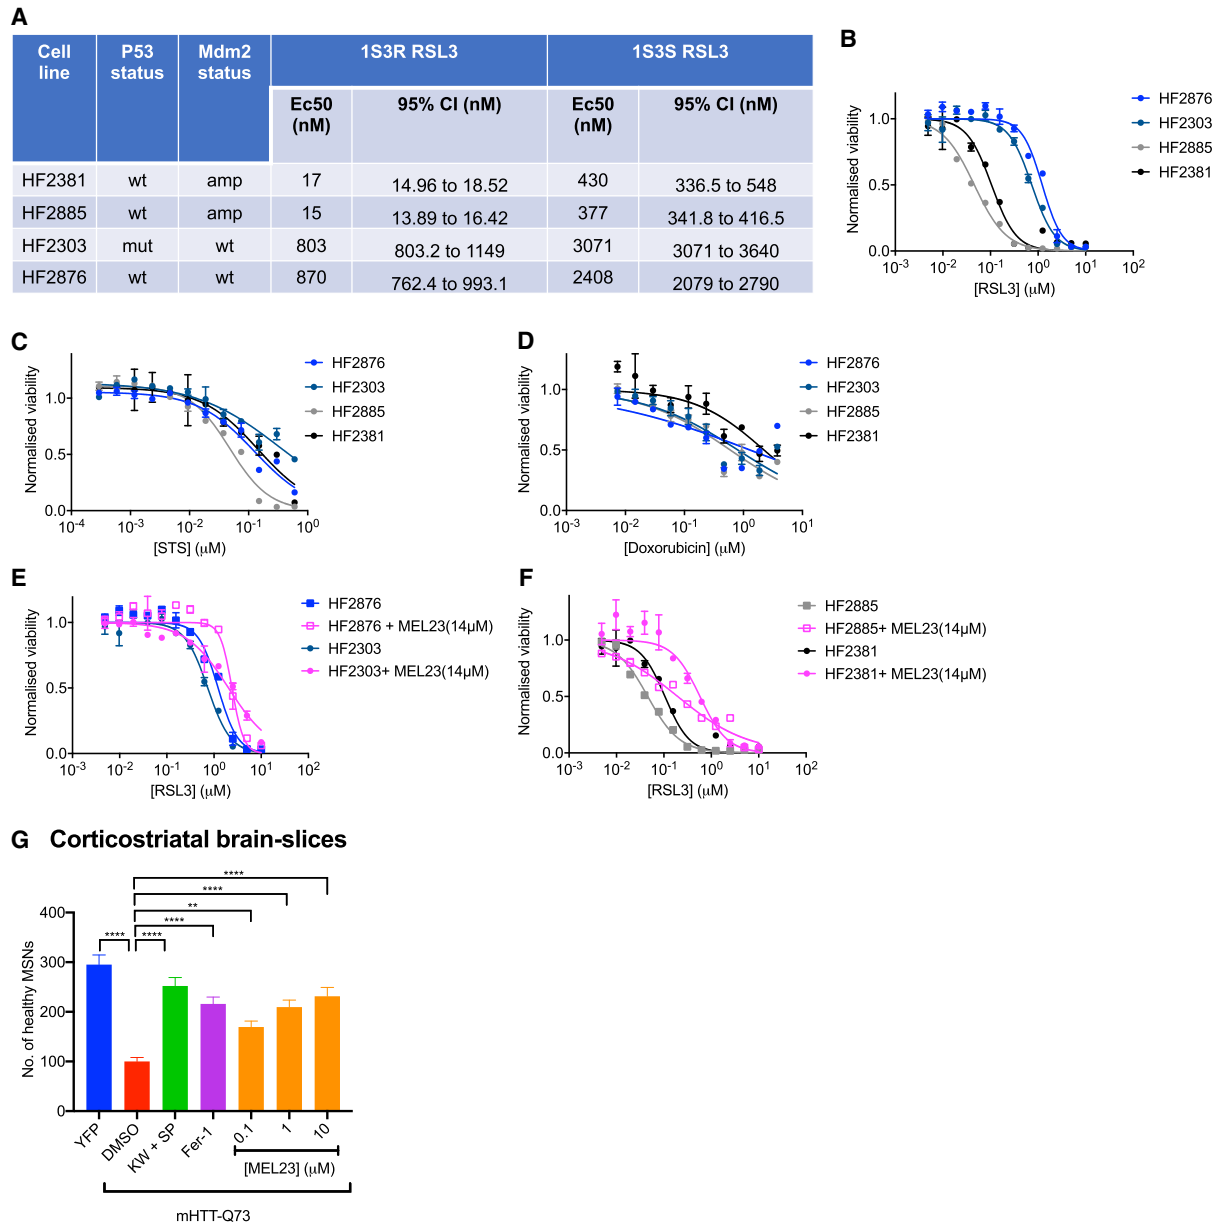 A
Cell line P53 status Mdm2 status 1S3R RSL3 1S3S RSL3
Ec50 (nM) 95% CI (nM) Ec50 (nM) 95% CI (nM)
HF2381 wt amp 17 14.96 to 18.52 430 336.5 to 548
HF2885 wt amp 15 13.89 to 16.42 377 341.8 to 416.5
HF2303 mut wt 803 803.2 to 1149 3071 3071 to 3640
HF2876 wt wt 870 762.4 to 993.1 2408 2079 to 2790
B
Normalised viability
1.0
0.5
0.0
10-3 10-2 10-1 100 101 102
[RSL3] (μM)
HF2876
HF2303
HF2885
HF2381
C
Normalised viability
1.0
0.5
0.0
10-4 10-3 10-2 10-1 100
[STS] (μM)
HF2876
HF2303
HF2885
HF2381
D
Normalised viability
1.0
0.5
0.0
10-3 10-2 10-1 100 101
[Doxorubicin] (μM)
HF2876
HF2303
HF2885
HF2381
E
Normalised viability
1.0
0.5
0.0
10-3 10-2 10-1 100 101 102
[RSL3] (μM)
HF2876
HF2876 + MEL23(14μM)
HF2303
HF2303+ MEL23(14μM)
F
Normalised viability
1.0
0.5
0.0
10-3 10-2 10-1 100 101 102
[RSL3] (μM)
HF2885
HF2885+ MEL23(14μM)
HF2381
HF2381+ MEL23(14μM)
G Corticostriatal brain-slices
No. of healthy MSNs
400
300
200
100
0
****
****
**
****
**** ****
YFP DMSO KW + SP Fer-1 0.1 1 10
[MEL23] (μM)
mHTT-Q73